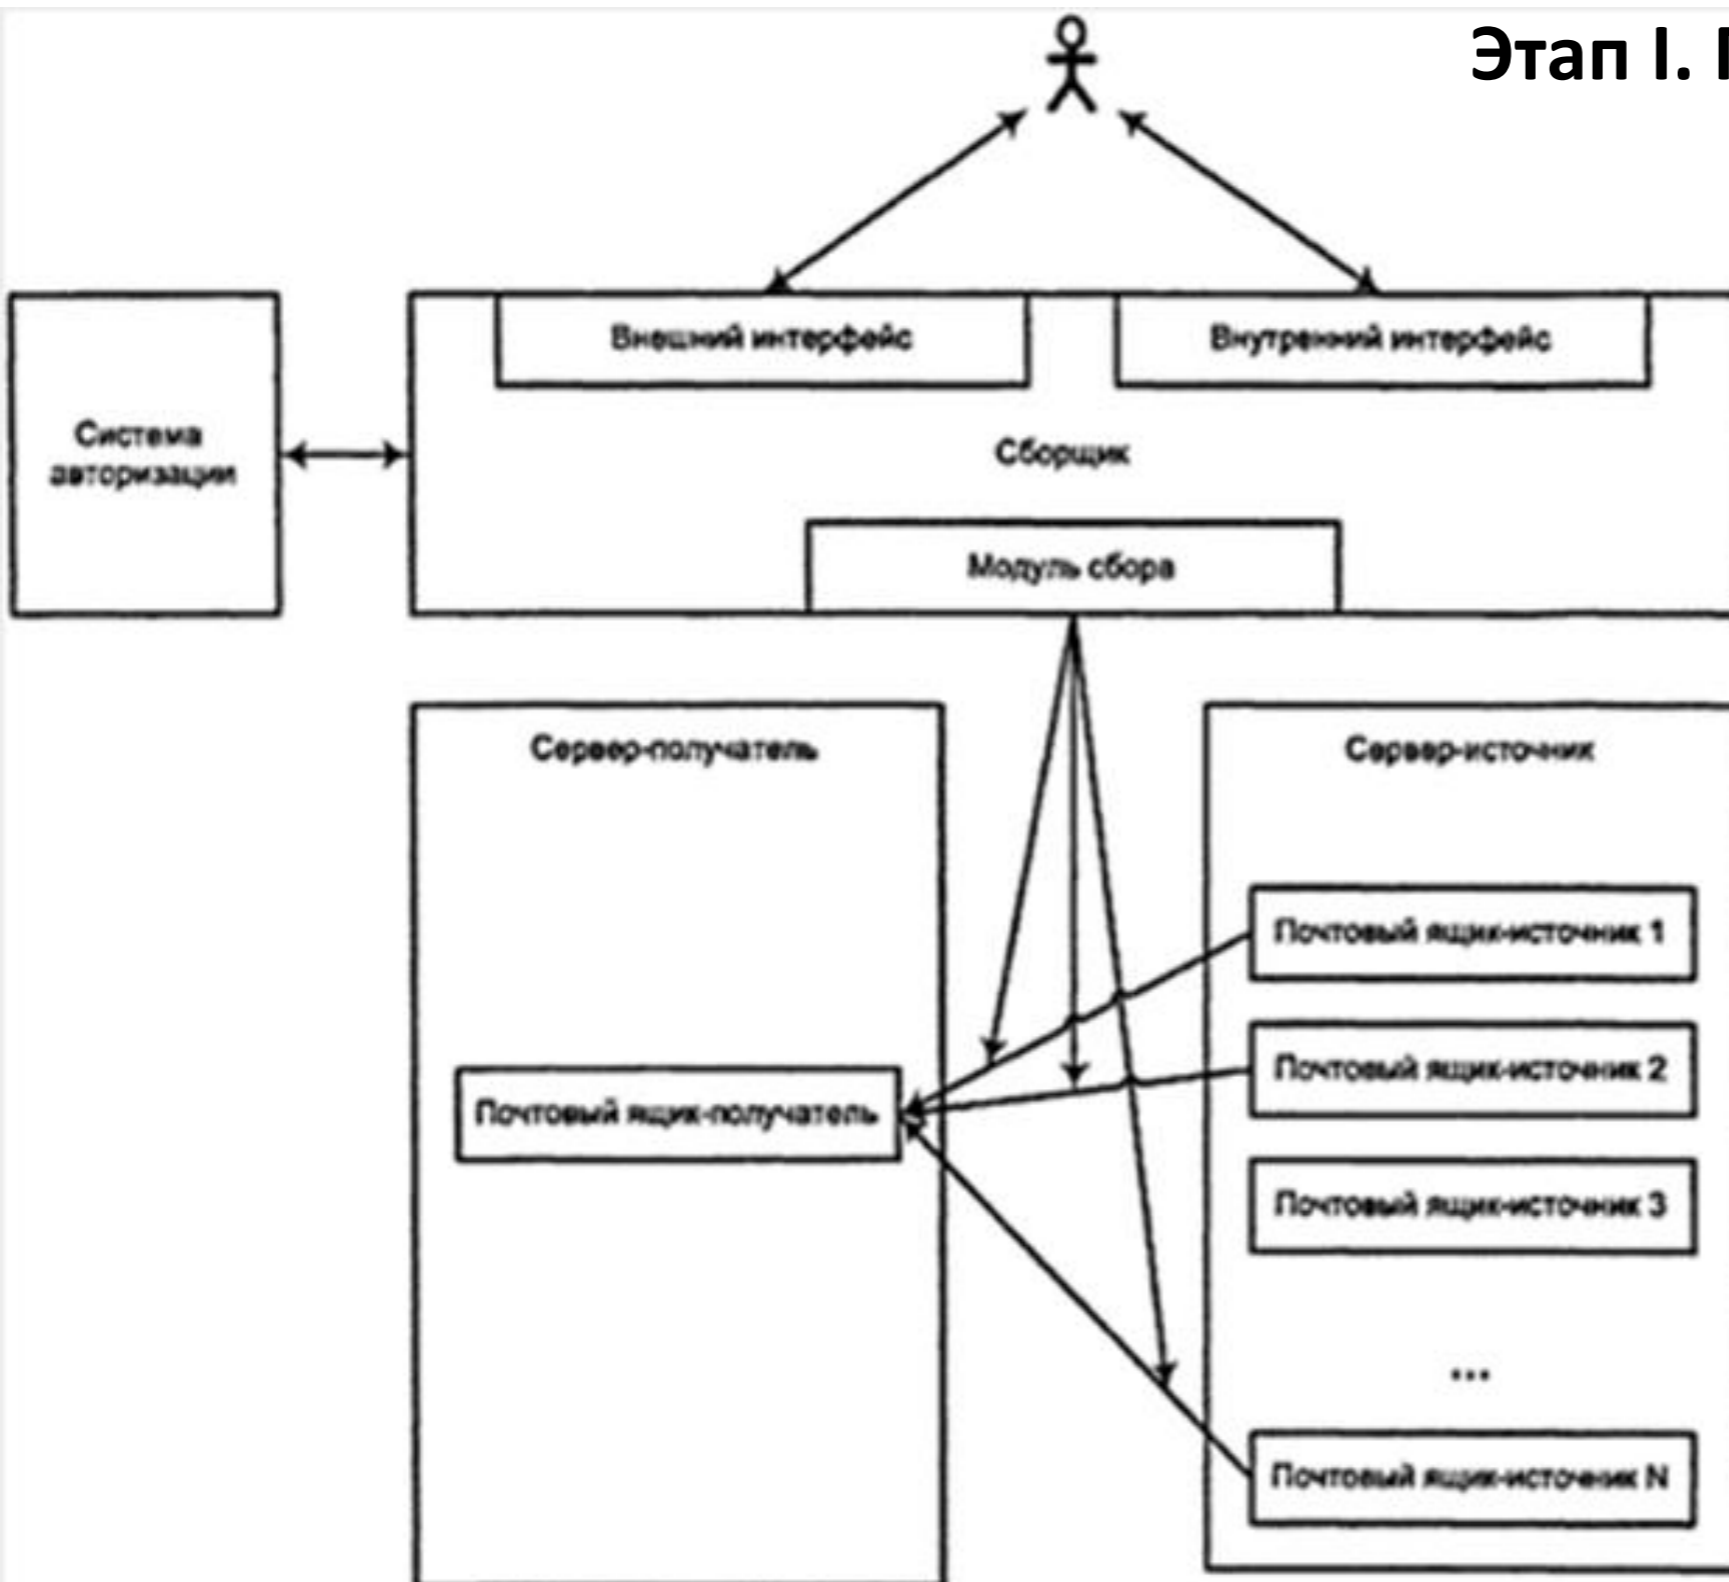 Этап I.
Внешний интерфейс
Внутренний интерфейс
Система
авторизации
Сборщик
Модуль сбора
Сервер-получатель
Сервер-источник
Почтовый ящик-источник 1
Почтовый ящик-источник 2
Почтовый ящик-получатель
Почтовый ящик-источник 3
...
Почтовый ящик-источник N